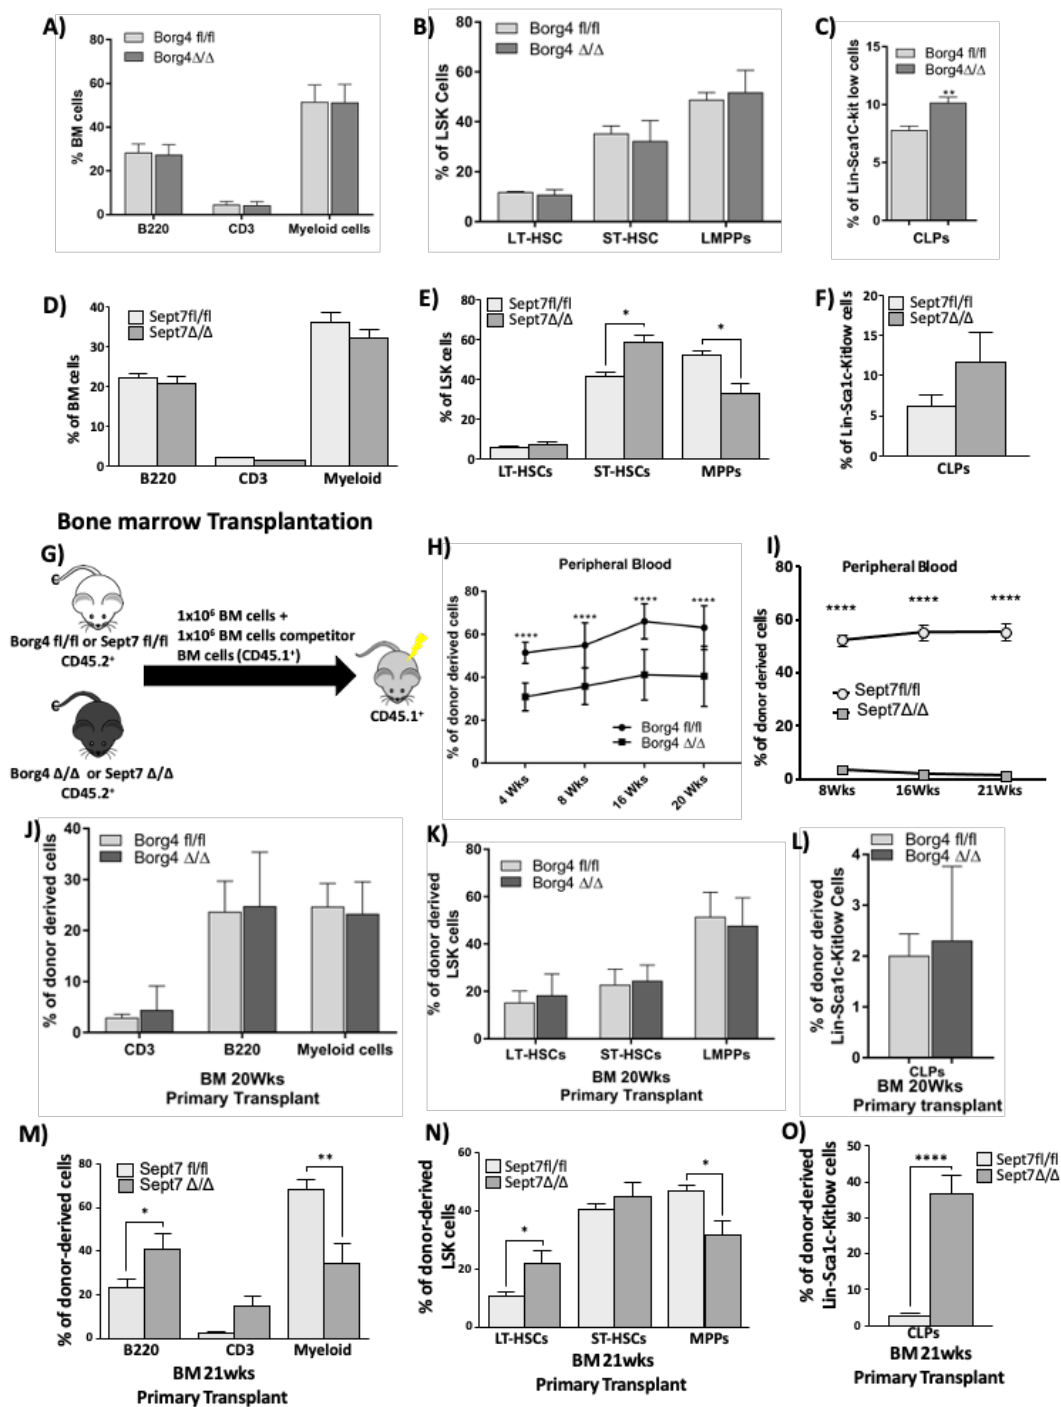 A)
Borg4 fl/fl
Borg4Δ/Δ
% BM cells
80
60
40
20
0
B220
CD3
Myeloid cells
B)
Borg4 fl/fl
Borg4 Δ/Δ
% of LSK Cells
80
60
40
20
0
LT-HSC
ST-HSC
LMPPs
C)
Borg4 fl/fl
Borg4Δ/Δ
% of Lin-Sca1C-kit low cells
15
10
5
0
**
CLPs
D)
Sept7fl/fl
Sept7Δ/Δ
% of BM cells
40
30
20
10
0
B220
CD3
Myeloid
E)
Sept7fl/fl
Sept7Δ/Δ
% of LSK cells
80
60
40
20
0
*
*
LT-HSCs
ST-HSCs
MPPs
F)
Sept7fl/fl
Sept7Δ/Δ
% of Lin-Sca1c-Kitlow cells
20
15
10
5
0
CLPs
Bone marrow Transplantation
G)
Borg4 fl/fl or Sept7 fl/fl
CD45.2⁺
1x10⁶ BM cells +
1x10⁶ BM cells competitor
BM cells (CD45.1⁺)
CD45.1⁺
Borg4 Δ/Δ or Sept7 Δ/Δ
CD45.2⁺
H)
Peripheral Blood
% of donor derived cells
80
60
40
20
0
****
****
****
****
Borg4 fl/fl
Borg4 Δ/Δ
4 Wks
8 Wks
16 Wks
20 Wks
I)
Peripheral Blood
% of donor derived cells
80
60
40
20
0
****
****
****
Sept7fl/fl
Sept7Δ/Δ
8Wks
16Wks
21Wks
J)
Borg4 fl/fl
Borg4 Δ/Δ
% of donor derived cells
40
30
20
10
0
CD3
B220
Myeloid cells
BM 20Wks
Primary Transplant
K)
Borg4 fl/fl
Borg4 Δ/Δ
% of donor derived
LSK cells
80
60
40
20
0
LT-HSCs
ST-HSCs
LMPPs
BM 20Wks
Primary Transplant
L)
Borg4 fl/fl
Borg4 Δ/Δ
% of donor derived
Lin-Sca1c-Kitlow Cells
4
3
2
1
0
CLPs
BM 20Wks
Primary transplant
M)
Sept7 fl/fl
Sept7 Δ/Δ
% of donor-derived cells
80
60
40
20
0
*
**
B220
CD3
Myeloid
BM 21wks
Primary Transplant
N)
Sept7fl/fl
Sept7Δ/Δ
% of donor-derived
LSK cells
60
40
20
0
*
*
LT-HSCs
ST-HSCs
MPPs
BM 21wks
Primary Transplant
O)
Sept7fl/fl
Sept7Δ/Δ
% of donor-derived
Lin-Sca1c-Kitlow cells
50
40
30
20
10
0
****
CLPs
BM 21wks
Primary Transplant